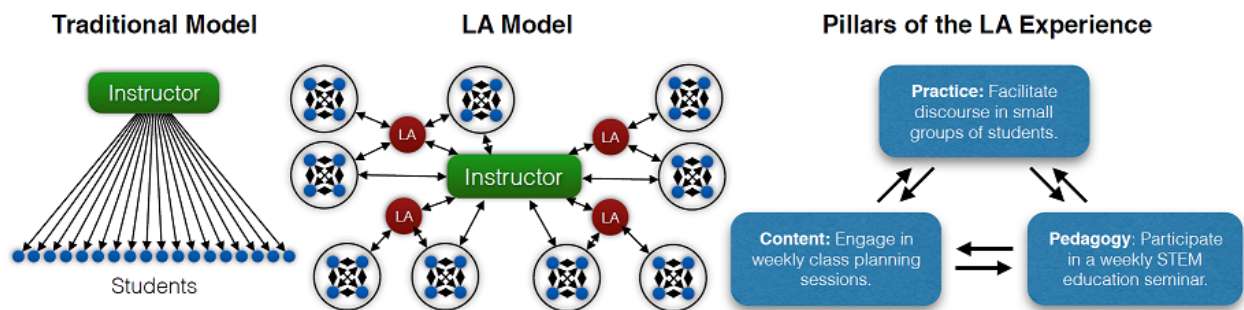 Traditional Model
Instructor
Students
LA Model
LA
LA
Instructor
LA
LA
Pillars of the LA Experience
Practice: Facilitate
discourse in small
groups of students.
Content: Engage in
weekly class planning
sessions.
Pedagogy: Participate
in a weekly STEM
education seminar.